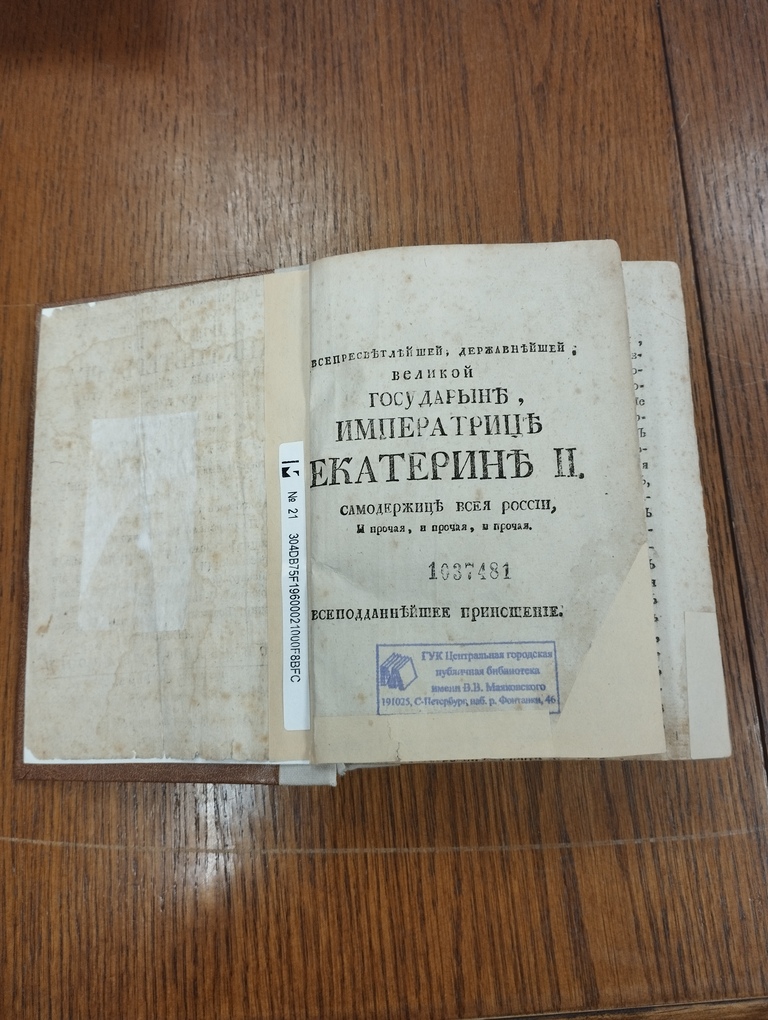 № 21 304DB75F19600021000F8BFC
ВСЕПРЕСВѢТЛѢЙШЕЙ, ДЕРЖАВНѢЙШЕЙ,
ВЕЛИКОЙ
ГОСУДАРЫНѢ,
ИМПЕРАТРИЦѢ
ЕКАТЕРИНѢ II.
САМОДЕРЖИЦѢ ВСЕЯ РОССІИ,
И прочая, и прочая, и прочая.
1037481
ВСЕПОДДАННѢЙШЕЕ ПРИНОШЕНІЕ.
ГУК Центральная городская
публичная библиотека
имени В.В. Маяковского
191025, С-Петербург, наб. р. Фонтанки, 46